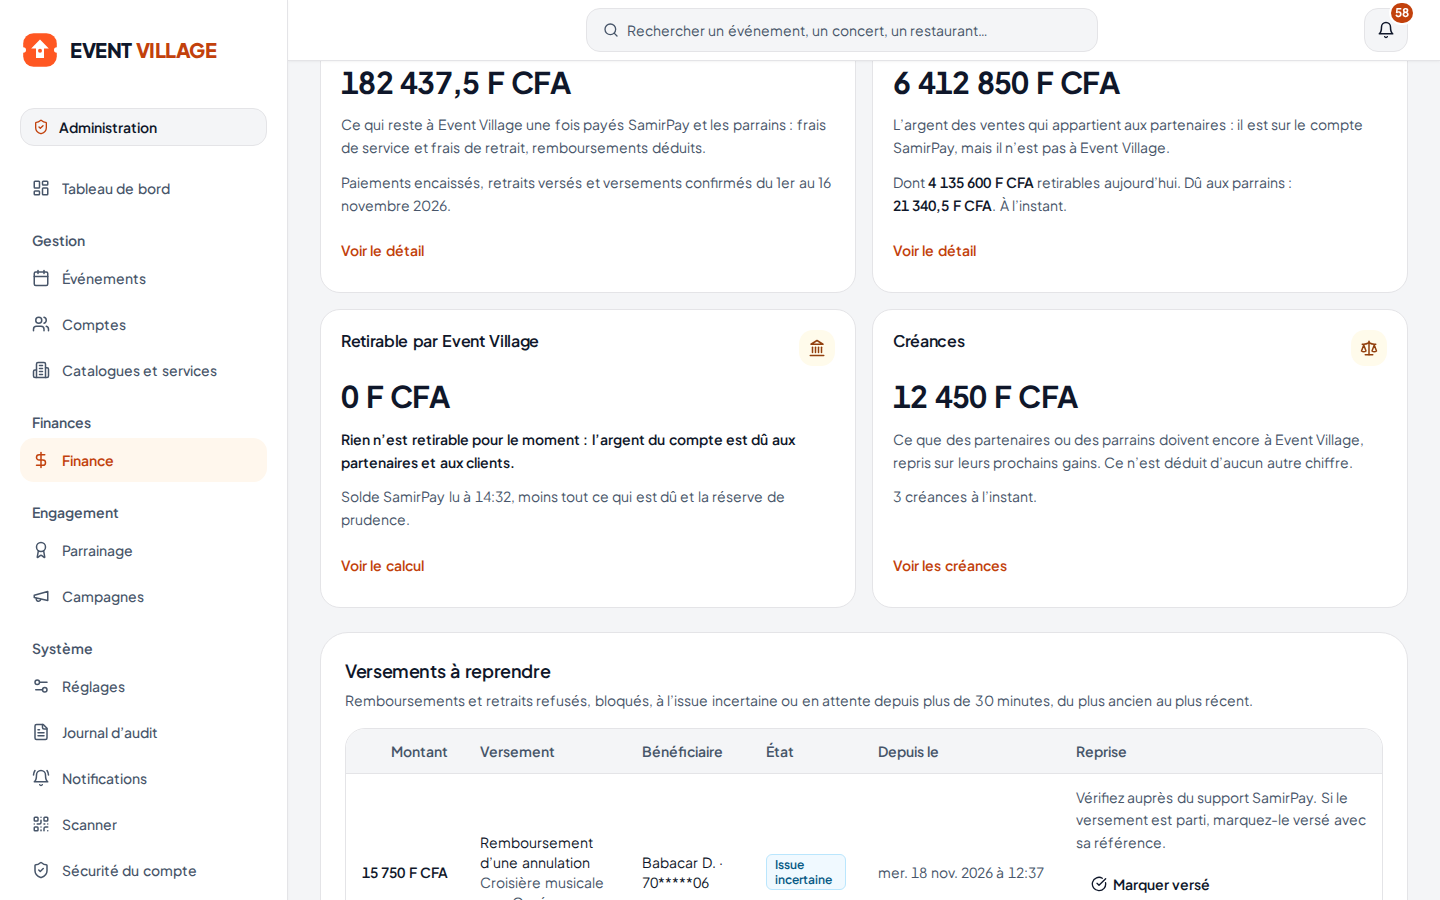 EVENT VILLAGE
Rechercher un événement, un concert, un restaurant…
58
Administration
Tableau de bord
Gestion
Événements
Comptes
Catalogues et services
Finances
Finance
Engagement
Parrainage
Campagnes
Système
Réglages
Journal d’audit
Notifications
Scanner
Sécurité du compte
182 437,5 F CFA
Ce qui reste à Event Village une fois payés SamirPay et les parrains : frais
de service et frais de retrait, remboursements déduits.
Paiements encaissés, retraits versés et versements confirmés du 1er au 16
novembre 2026.
Voir le détail
6 412 850 F CFA
L’argent des ventes qui appartient aux partenaires : il est sur le compte
SamirPay, mais il n’est pas à Event Village.
Dont 4 135 600 F CFA retirables aujourd’hui. Dû aux parrains :
21 340,5 F CFA. À l’instant.
Voir le détail
Retirable par Event Village
0 F CFA
Rien n’est retirable pour le moment : l’argent du compte est dû aux
partenaires et aux clients.
Solde SamirPay lu à 14:32, moins tout ce qui est dû et la réserve de
prudence.
Voir le calcul
Créances
12 450 F CFA
Ce que des partenaires ou des parrains doivent encore à Event Village,
repris sur leurs prochains gains. Ce n’est déduit d’aucun autre chiffre.
3 créances à l’instant.
Voir les créances
Versements à reprendre
Remboursements et retraits refusés, bloqués, à l’issue incertaine ou en attente depuis plus de 30 minutes, du plus ancien au plus récent.
Montant Versement Bénéficiaire État Depuis le Reprise
15 750 F CFA
Remboursement
d’une annulation
Croisière musicale
Babacar D. ·
70*****06
Issue
incertaine
mer. 18 nov. 2026 à 12:37
Vérifiez auprès du support SamirPay. Si le
versement est parti, marquez-le versé avec
sa référence.
Marquer versé